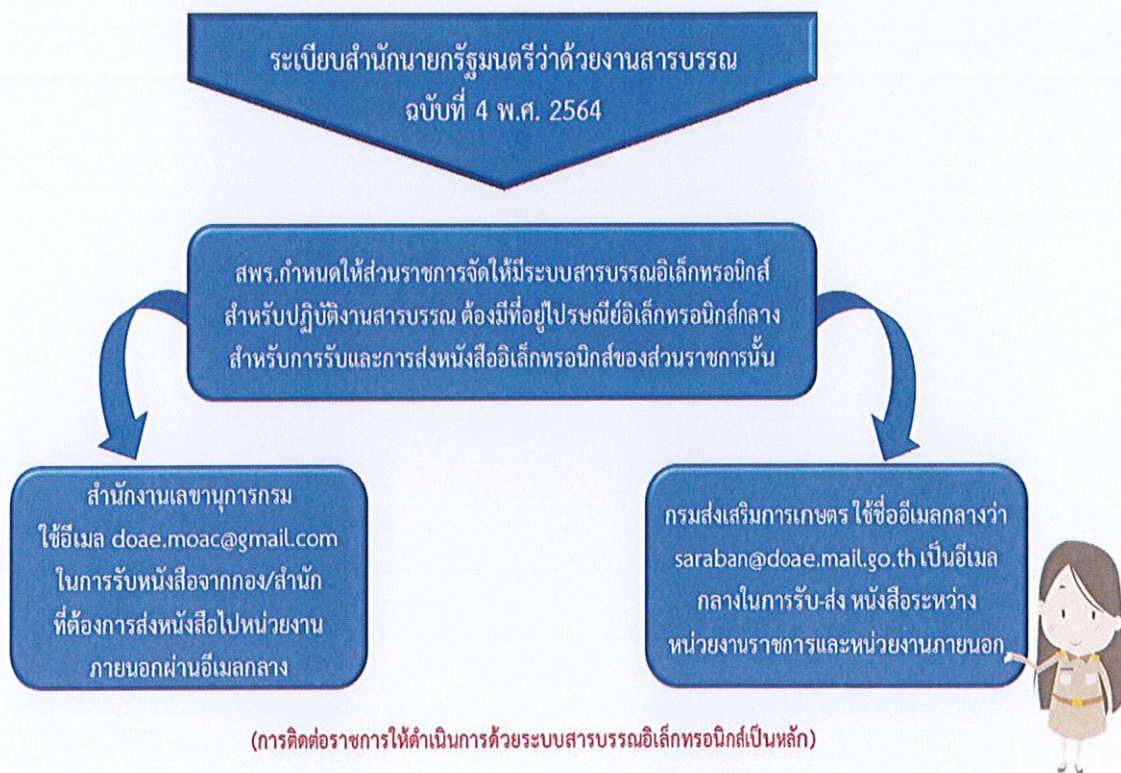 ระเบียบสำนักนายกรัฐมนตรีว่าด้วยงานสารบรรณ
ฉบับที่ 4 พ.ศ. 2564
สพร.กำหนดให้ส่วนราชการจัดให้มีระบบสารบรรณอิเล็กทรอนิกส์
สำหรับปฏิบัติงานสารบรรณ ต้องมีที่อยู่ไปรษณีย์อิเล็กทรอนิกส์กลาง
สำหรับการรับและการส่งหนังสืออิเล็กทรอนิกส์ของส่วนราชการนั้น
สำนักงานเลขานุการกรม
ใช้อีเมล doae.moac@gmail.com
ในการรับหนังสือจากกอง/สำนัก
ที่ต้องการส่งหนังสือไปหน่วยงาน
ภายนอกผ่านอีเมลกลาง
กรมส่งเสริมการเกษตร ใช้ชื่ออีเมลกลางว่า
saraban@doae.mail.go.th เป็นอีเมล
กลางในการรับ-ส่ง หนังสือระหว่าง
หน่วยงานราชการและหน่วยงานภายนอก
(การติดต่อราชการให้ดำเนินการด้วยระบบสารบรรณอิเล็กทรอนิกส์เป็นหลัก)